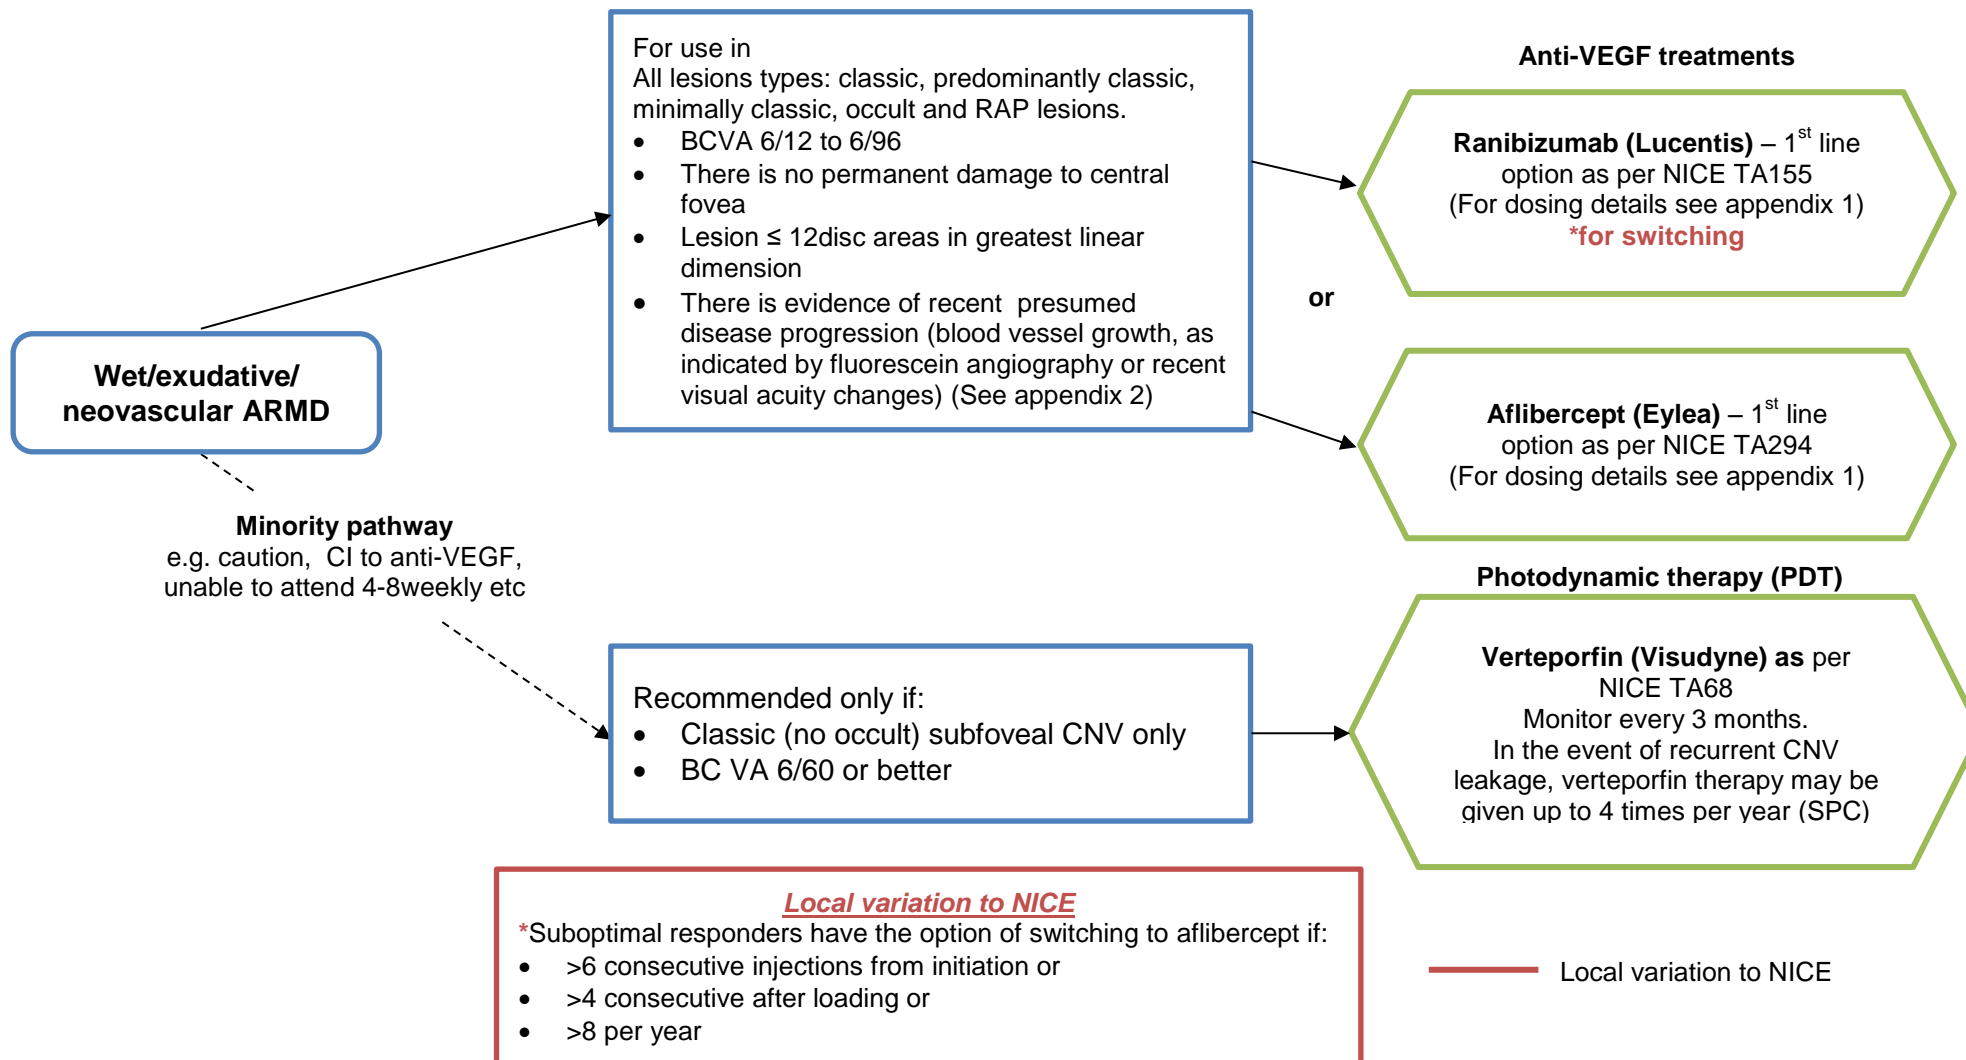 For use in
All lesions types: classic, predominantly classic,
minimally classic, occult and RAP lesions.
• BCVA 6/12 to 6/96
• There is no permanent damage to central
fovea
• Lesion ≤ 12disc areas in greatest linear
dimension
• There is evidence of recent presumed
disease progression (blood vessel growth, as
indicated by fluorescein angiography or recent
visual acuity changes) (See appendix 2)
Anti-VEGF treatments
Ranibizumab (Lucentis) – 1st line
option as per NICE TA155
(For dosing details see appendix 1)
*for switching
or
Wet/exudative/
neovascular ARMD
Aflibercept (Eylea) – 1st line
option as per NICE TA294
(For dosing details see appendix 1)
Minority pathway
e.g. caution, CI to anti-VEGF,
unable to attend 4-8weekly etc
Photodynamic therapy (PDT)
Recommended only if:
• Classic (no occult) subfoveal CNV only
• BC VA 6/60 or better
Verteporfin (Visudyne) as per
NICE TA68
Monitor every 3 months.
In the event of recurrent CNV
leakage, verteporfin therapy may be
given up to 4 times per year (SPC)
Local variation to NICE
*Suboptimal responders have the option of switching to aflibercept if:
• >6 consecutive injections from initiation or
• >4 consecutive after loading or
• >8 per year
Local variation to NICE